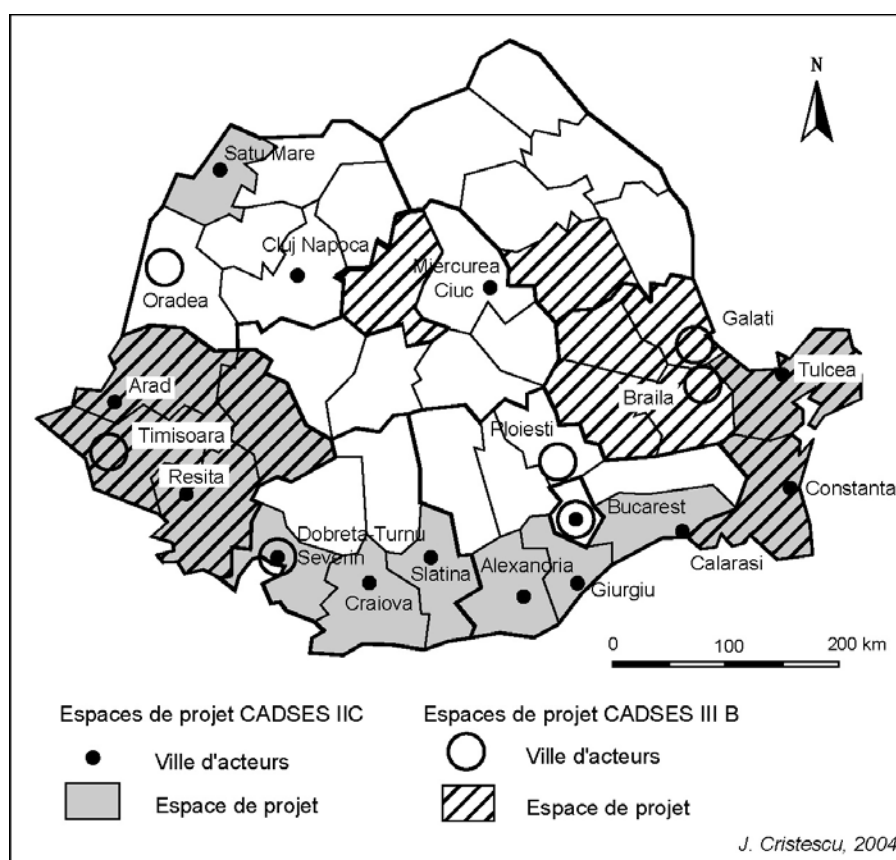 N
Satu Mare
Cluj Napoca
Miercurea
Ciuc
Oradea
Galati
Tulcea
Arad
Braila
Timisoara
Ploiesti
Resita
Constanta
Bucarest
Dobreta-Turnu
Severin
Calarasi
Slatina
Alexandria
Giurgiu
Craiova
0 100 200 km
Espaces de projet CADSES IIC
Ville d'acteurs
Espace de projet
Espaces de projet CADSES III B
Ville d'acteurs
Espace de projet
J. Cristescu, 2004